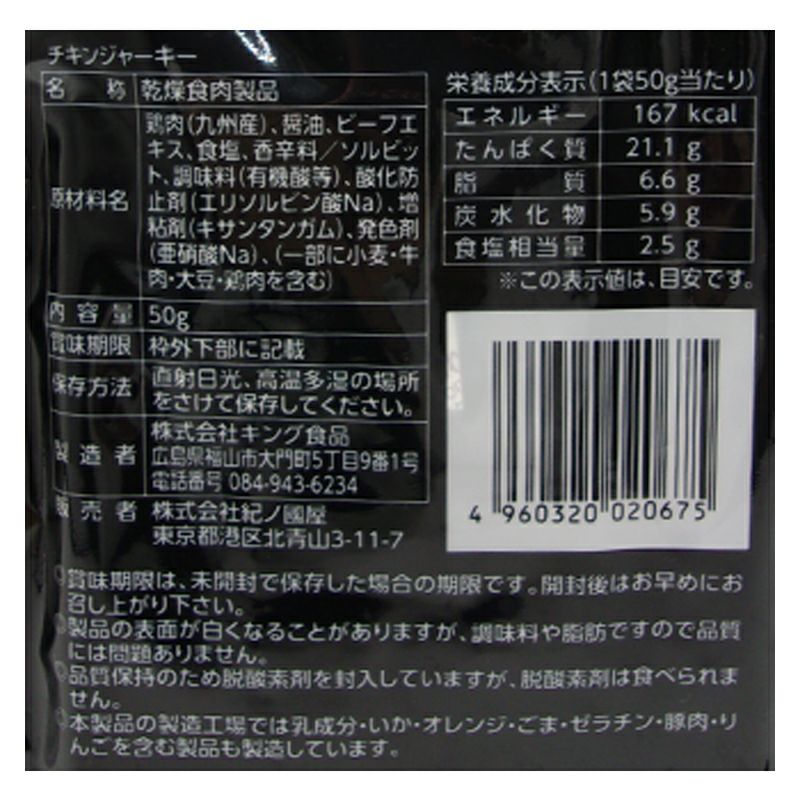 チキンジャーキー
名称 乾燥食肉製品
原材料名 鶏肉(九州産)、醤油、ビーフエ
キス、食塩、香辛料／ソルビッ
ト、調味料(有機酸等)、酸化防
止剤(エリソルビン酸Na)、増
粘剤(キサンタンガム)、発色剤
(亜硝酸Na)、(一部に小麦・牛
肉・大豆・鶏肉を含む)
内容量 50g
賞味期限 枠外下部に記載
保存方法 直射日光、高温多湿の場所
をさけて保存してください。
製造者 株式会社キング食品
広島県福山市大門町5丁目9番1号
電話番号 084-943-6234
販売者 株式会社紀ノ國屋
東京都港区北青山3-11-7
栄養成分表示(1袋50g当たり)
エネルギー 167 kcal
たんぱく質 21.1 g
脂質 6.6 g
炭水化物 5.9 g
食塩相当量 2.5 g
※この表示値は、目安です。
4 960320 020675
賞味期限は、未開封で保存した場合の期限です。開封後はお早めにお
召し上がり下さい。
製品の表面が白くなることがありますが、調味料や脂肪ですので品質
には問題ありません。
品質保持のため脱酸素剤を封入していますが、脱酸素剤は食べられま
せん。
本製品の製造工場では乳成分・いか・オレンジ・ごま・ゼラチン・豚肉・り
んごを含む製品も製造しています。